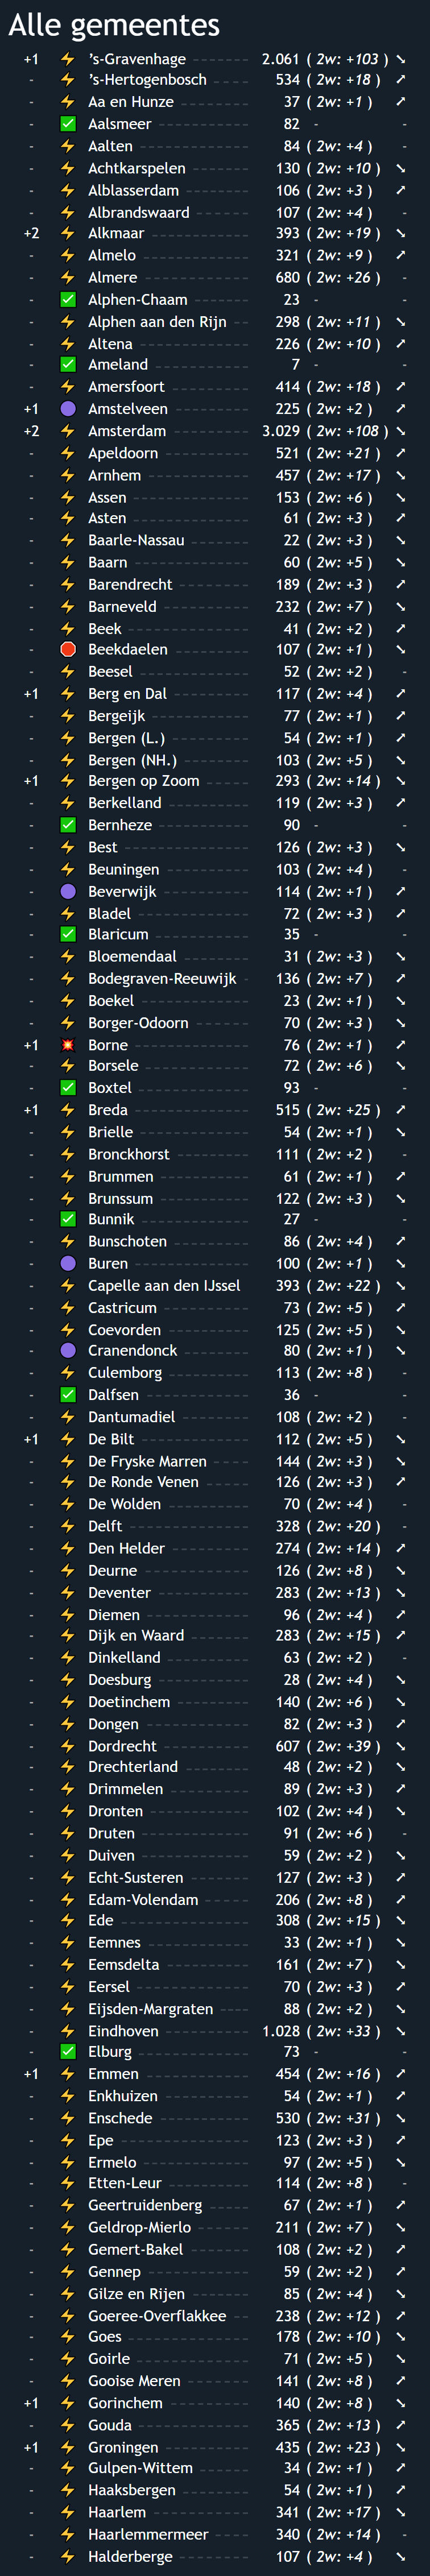 Alle gemeentes
+1 ’s-Gravenhage 2.061 ( 2w: +103 )
- ’s-Hertogenbosch 534 ( 2w: +18 )
- Aa en Hunze 37 ( 2w: +1 )
- Aalsmeer 82 - -
- Aalten 84 ( 2w: +4 ) -
- Achtkarspelen 130 ( 2w: +10 )
- Alblasserdam 106 ( 2w: +3 )
- Albrandswaard 107 ( 2w: +4 ) -
+2 Alkmaar 393 ( 2w: +19 )
- Almelo 321 ( 2w: +9 )
- Almere 680 ( 2w: +26 ) -
- Alphen-Chaam 23 - -
- Alphen aan den Rijn 298 ( 2w: +11 )
- Altena 226 ( 2w: +10 )
- Ameland 7 - -
- Amersfoort 414 ( 2w: +18 )
+1 Amstelveen 225 ( 2w: +2 )
+2 Amsterdam 3.029 ( 2w: +108 )
- Apeldoorn 521 ( 2w: +21 )
- Arnhem 457 ( 2w: +17 )
- Assen 153 ( 2w: +6 )
- Asten 61 ( 2w: +3 )
- Baarle-Nassau 22 ( 2w: +3 )
- Baarn 60 ( 2w: +5 )
- Barendrecht 189 ( 2w: +3 )
- Barneveld 232 ( 2w: +7 )
- Beek 41 ( 2w: +2 )
- Beekdaelen 107 ( 2w: +1 )
- Beesel 52 ( 2w: +2 ) -
+1 Berg en Dal 117 ( 2w: +4 )
- Bergeijk 77 ( 2w: +1 )
- Bergen (L.) 54 ( 2w: +1 )
- Bergen (NH.) 103 ( 2w: +5 )
+1 Bergen op Zoom 293 ( 2w: +14 )
- Berkelland 119 ( 2w: +3 )
- Bernheze 90 - -
- Best 126 ( 2w: +3 )
- Beuningen 103 ( 2w: +4 ) -
- Beverwijk 114 ( 2w: +1 )
- Bladel 72 ( 2w: +3 )
- Blaricum 35 - -
- Bloemendaal 31 ( 2w: +3 )
- Bodegraven-Reeuwijk 136 ( 2w: +7 )
- Boekel 23 ( 2w: +1 )
- Borger-Odoorn 70 ( 2w: +3 )
+1 Borne 76 ( 2w: +1 )
- Borsele 72 ( 2w: +6 )
- Boxtel 93 - -
+1 Breda 515 ( 2w: +25 )
- Brielle 54 ( 2w: +1 )
- Bronckhorst 111 ( 2w: +2 ) -
- Brummen 61 ( 2w: +1 )
- Brunssum 122 ( 2w: +3 )
- Bunnik 27 - -
- Bunschoten 86 ( 2w: +4 )
- Buren 100 ( 2w: +1 )
- Capelle aan den IJssel 393 ( 2w: +22 )
- Castricum 73 ( 2w: +5 )
- Coevorden 125 ( 2w: +5 )
- Cranendonck 80 ( 2w: +1 )
- Culemborg 113 ( 2w: +8 ) -
- Dalfsen 36 - -
- Dantumadiel 108 ( 2w: +2 ) -
+1 De Bilt 112 ( 2w: +5 )
- De Fryske Marren 144 ( 2w: +3 )
- De Ronde Venen 126 ( 2w: +3 )
- De Wolden 70 ( 2w: +4 ) -
- Delft 328 ( 2w: +20 ) -
- Den Helder 274 ( 2w: +14 )
- Deurne 126 ( 2w: +8 )
- Deventer 283 ( 2w: +13 )
- Diemen 96 ( 2w: +4 )
- Dijk en Waard 283 ( 2w: +15 )
- Dinkelland 63 ( 2w: +2 ) -
- Doesburg 28 ( 2w: +4 )
- Doetinchem 140 ( 2w: +6 )
- Dongen 82 ( 2w: +3 )
- Dordrecht 607 ( 2w: +39 )
- Drechterland 48 ( 2w: +2 )
- Drimmelen 89 ( 2w: +3 )
- Dronten 102 ( 2w: +4 )
- Druten 91 ( 2w: +6 ) -
- Duiven 59 ( 2w: +2 )
- Echt-Susteren 127 ( 2w: +3 )
- Edam-Volendam 206 ( 2w: +8 )
- Ede 308 ( 2w: +15 )
- Eemnes 33 ( 2w: +1 )
- Eemsdelta 161 ( 2w: +7 )
- Eersel 70 ( 2w: +3 )
- Eijsden-Margraten 88 ( 2w: +2 )
- Eindhoven 1.028 ( 2w: +33 )
- Elburg 73 - -
+1 Emmen 454 ( 2w: +16 )
- Enkhuizen 54 ( 2w: +1 )
- Enschede 530 ( 2w: +31 )
- Epe 123 ( 2w: +3 )
- Ermelo 97 ( 2w: +5 )
- Etten-Leur 114 ( 2w: +8 ) -
- Geertruidenberg 67 ( 2w: +1 )
- Geldrop-Mierlo 211 ( 2w: +7 )
- Gemert-Bakel 108 ( 2w: +2 )
- Gennep 59 ( 2w: +2 )
- Gilze en Rijen 85 ( 2w: +4 )
- Goeree-Overflakkee 238 ( 2w: +12 )
- Goes 178 ( 2w: +10 )
- Goirle 71 ( 2w: +5 )
- Gooise Meren 141 ( 2w: +8 )
+1 Gorinchem 140 ( 2w: +8 )
- Gouda 365 ( 2w: +13 )
+1 Groningen 435 ( 2w: +23 )
- Gulpen-Wittem 34 ( 2w: +1 )
- Haaksbergen 54 ( 2w: +1 )
- Haarlem 341 ( 2w: +17 )
- Haarlemmermeer 340 ( 2w: +14 ) -
- Halderberge 107 ( 2w: +4 )